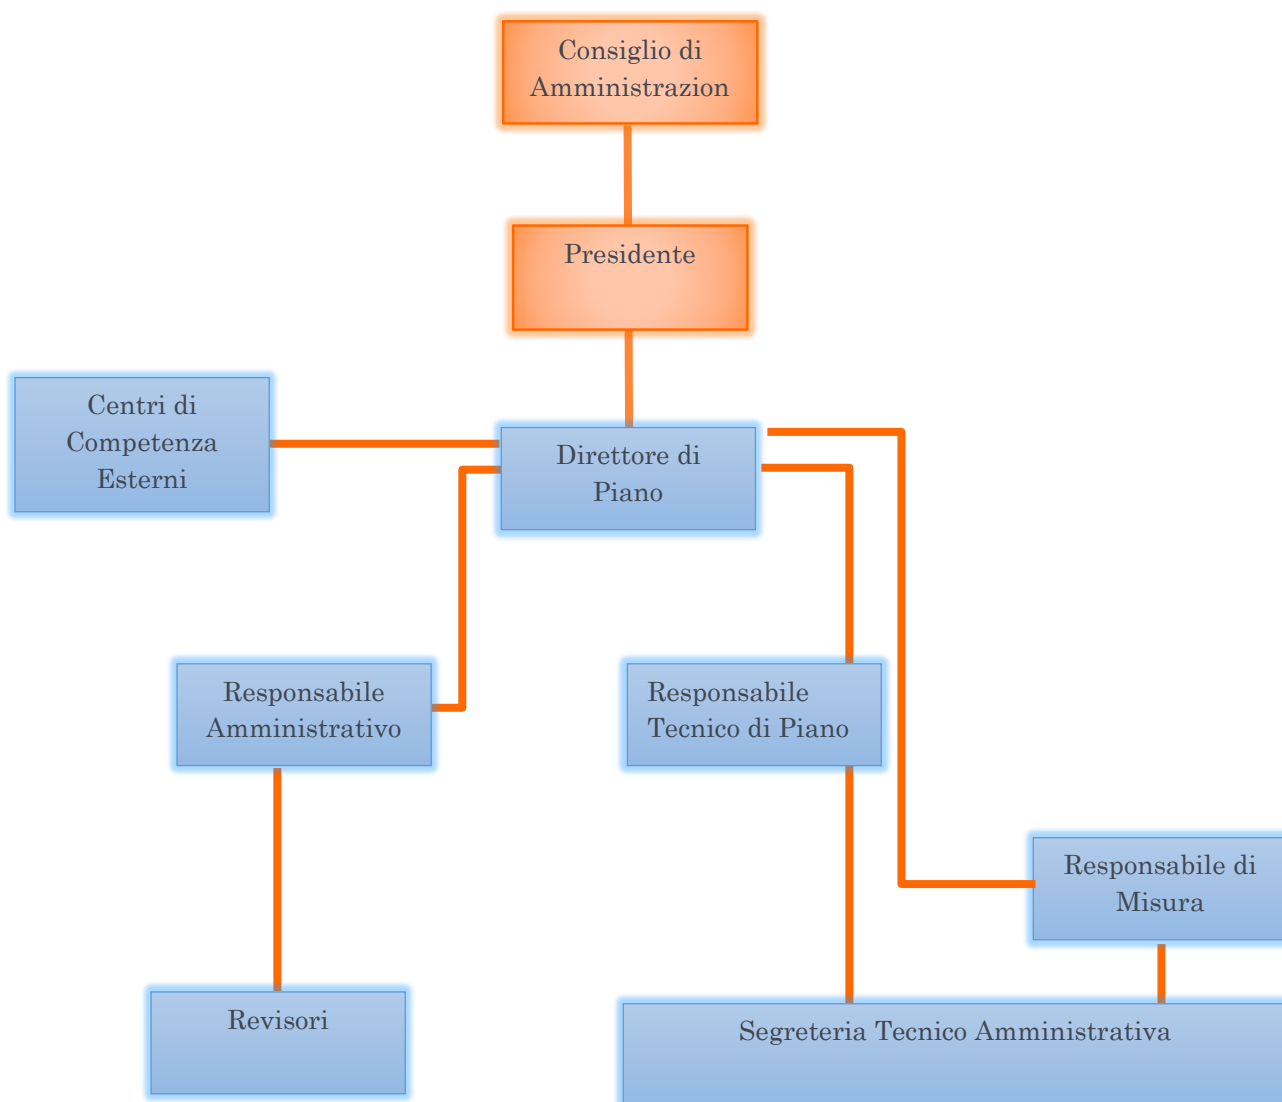 Consiglio di
Amministrazion
Presidente
Centri di
Competenza
Esterni
Direttore di
Piano
Responsabile
Amministrativo
Responsabile
Tecnico di Piano
Responsabile di
Misura
Revisori
Segreteria Tecnico Amministrativa